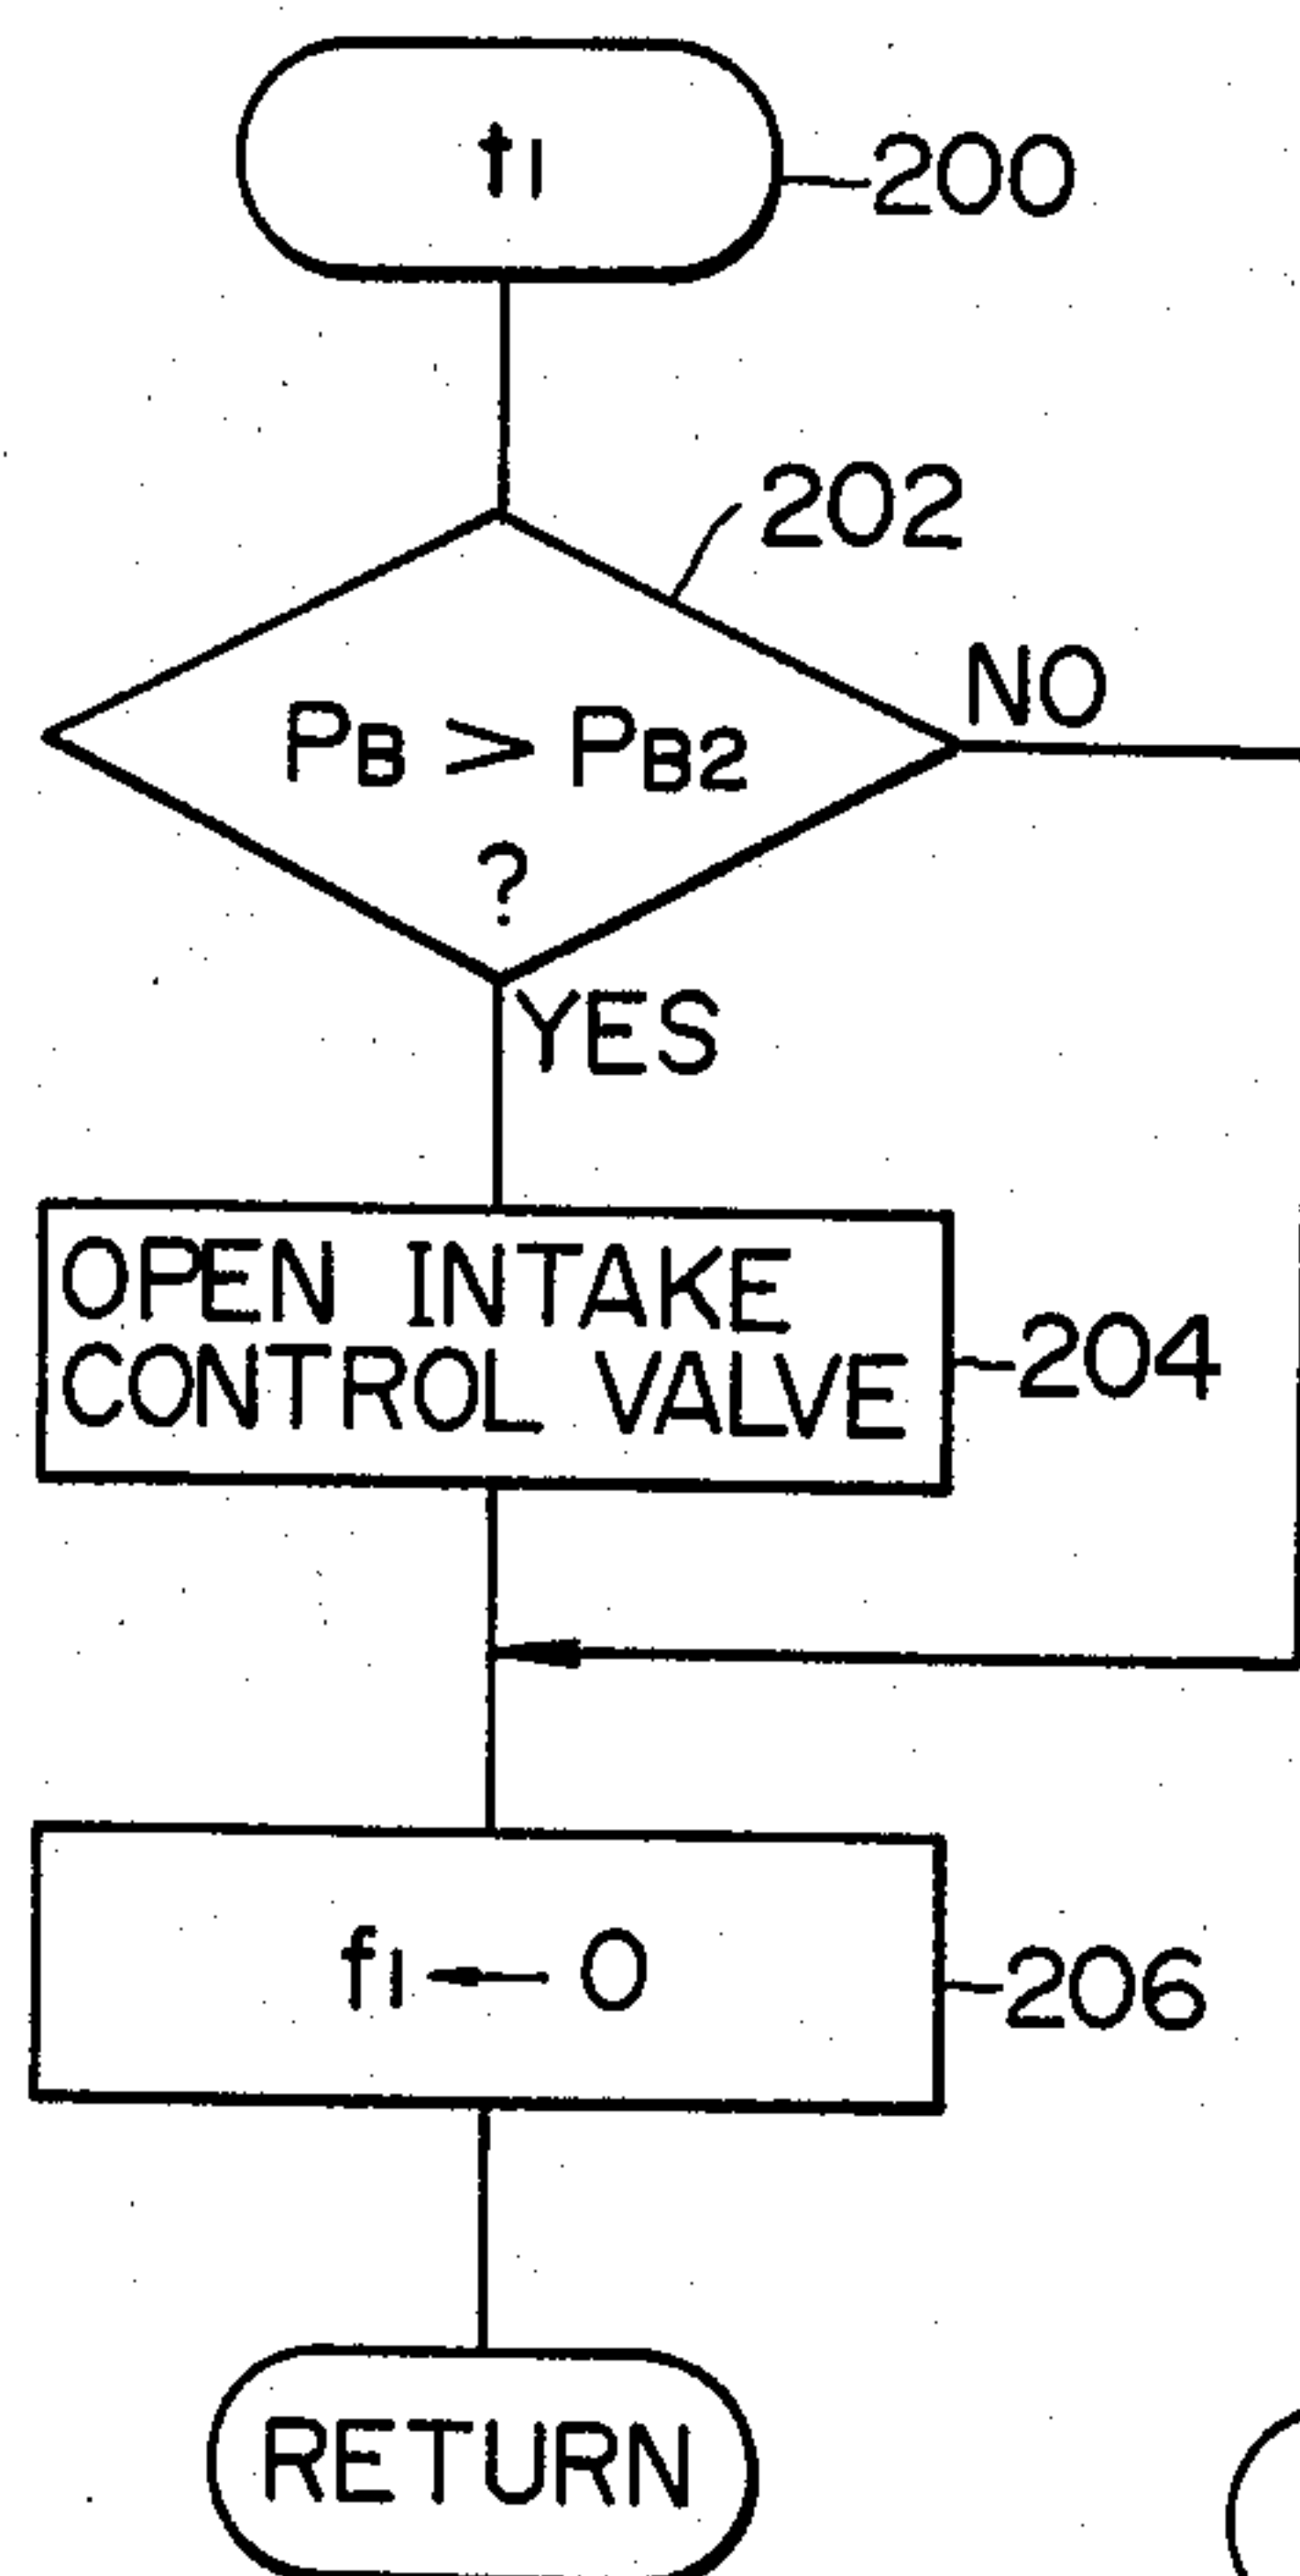 t1
200
202
NO
PB > PB2
?
YES
OPEN INTAKE
CONTROL VALVE
204
f1 ← 0
206
RETURN